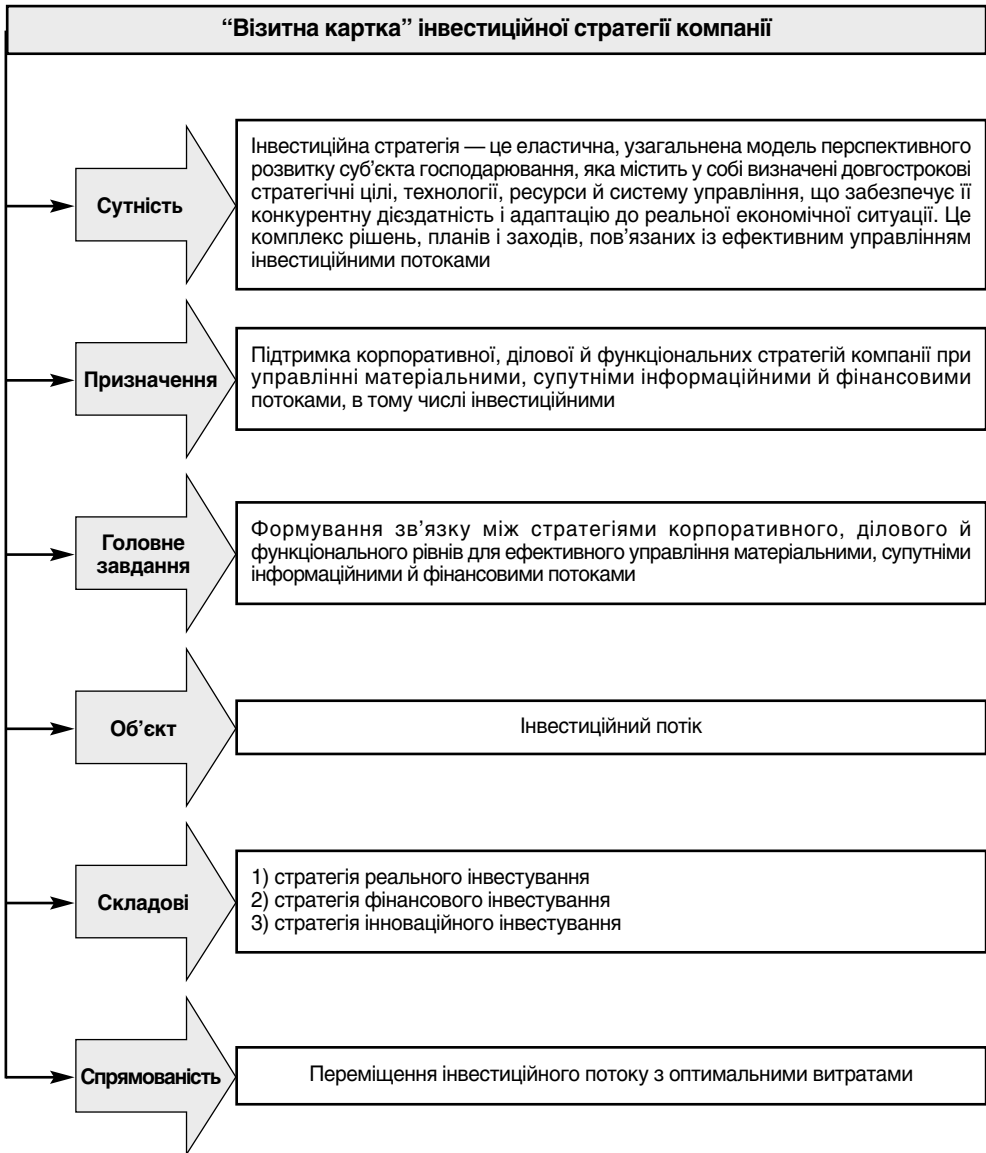 “Візитна картка” інвестиційної стратегії компанії
Сутність
Інвестиційна стратегія — це еластична, узагальнена модель перспективного
розвитку суб’єкта господарювання, яка містить у собі визначені довгострокові
стратегічні цілі, технології, ресурси й систему управління, що забезпечує її
конкурентну дієздатність і адаптацію до реальної економічної ситуації. Це
комплекс рішень, планів і заходів, пов’язаних із ефективним управлінням
інвестиційними потоками
Призначення
Підтримка корпоративної, ділової й функціональних стратегій компанії при
управлінні матеріальними, супутніми інформаційними й фінансовими
потоками, в тому числі інвестиційними
Головне
завдання
Формування зв’язку між стратегіями корпоративного, ділового й
функціонального рівнів для ефективного управління матеріальними, супутніми
інформаційними й фінансовими потоками
Об’єкт
Інвестиційний потік
Складові
1) стратегія реального інвестування
2) стратегія фінансового інвестування
3) стратегія інноваційного інвестування
Спрямованість
Переміщення інвестиційного потоку з оптимальними витратами